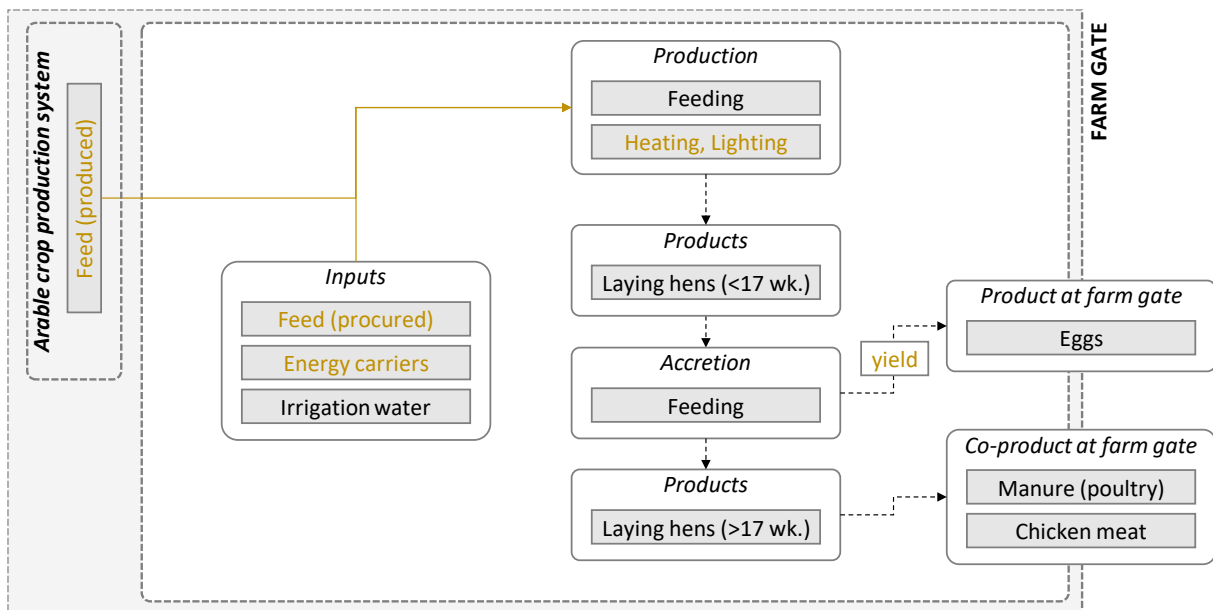 Arable crop production system
Feed (produced)
Inputs
Feed (procured)
Energy carriers
Irrigation water
Production
Feeding
Heating, Lighting
Products
Laying hens (<17 wk.)
Accretion
Feeding
Products
Laying hens (>17 wk.)
yield
Product at farm gate
Eggs
Co-product at farm gate
Manure (poultry)
Chicken meat
FARM GATE